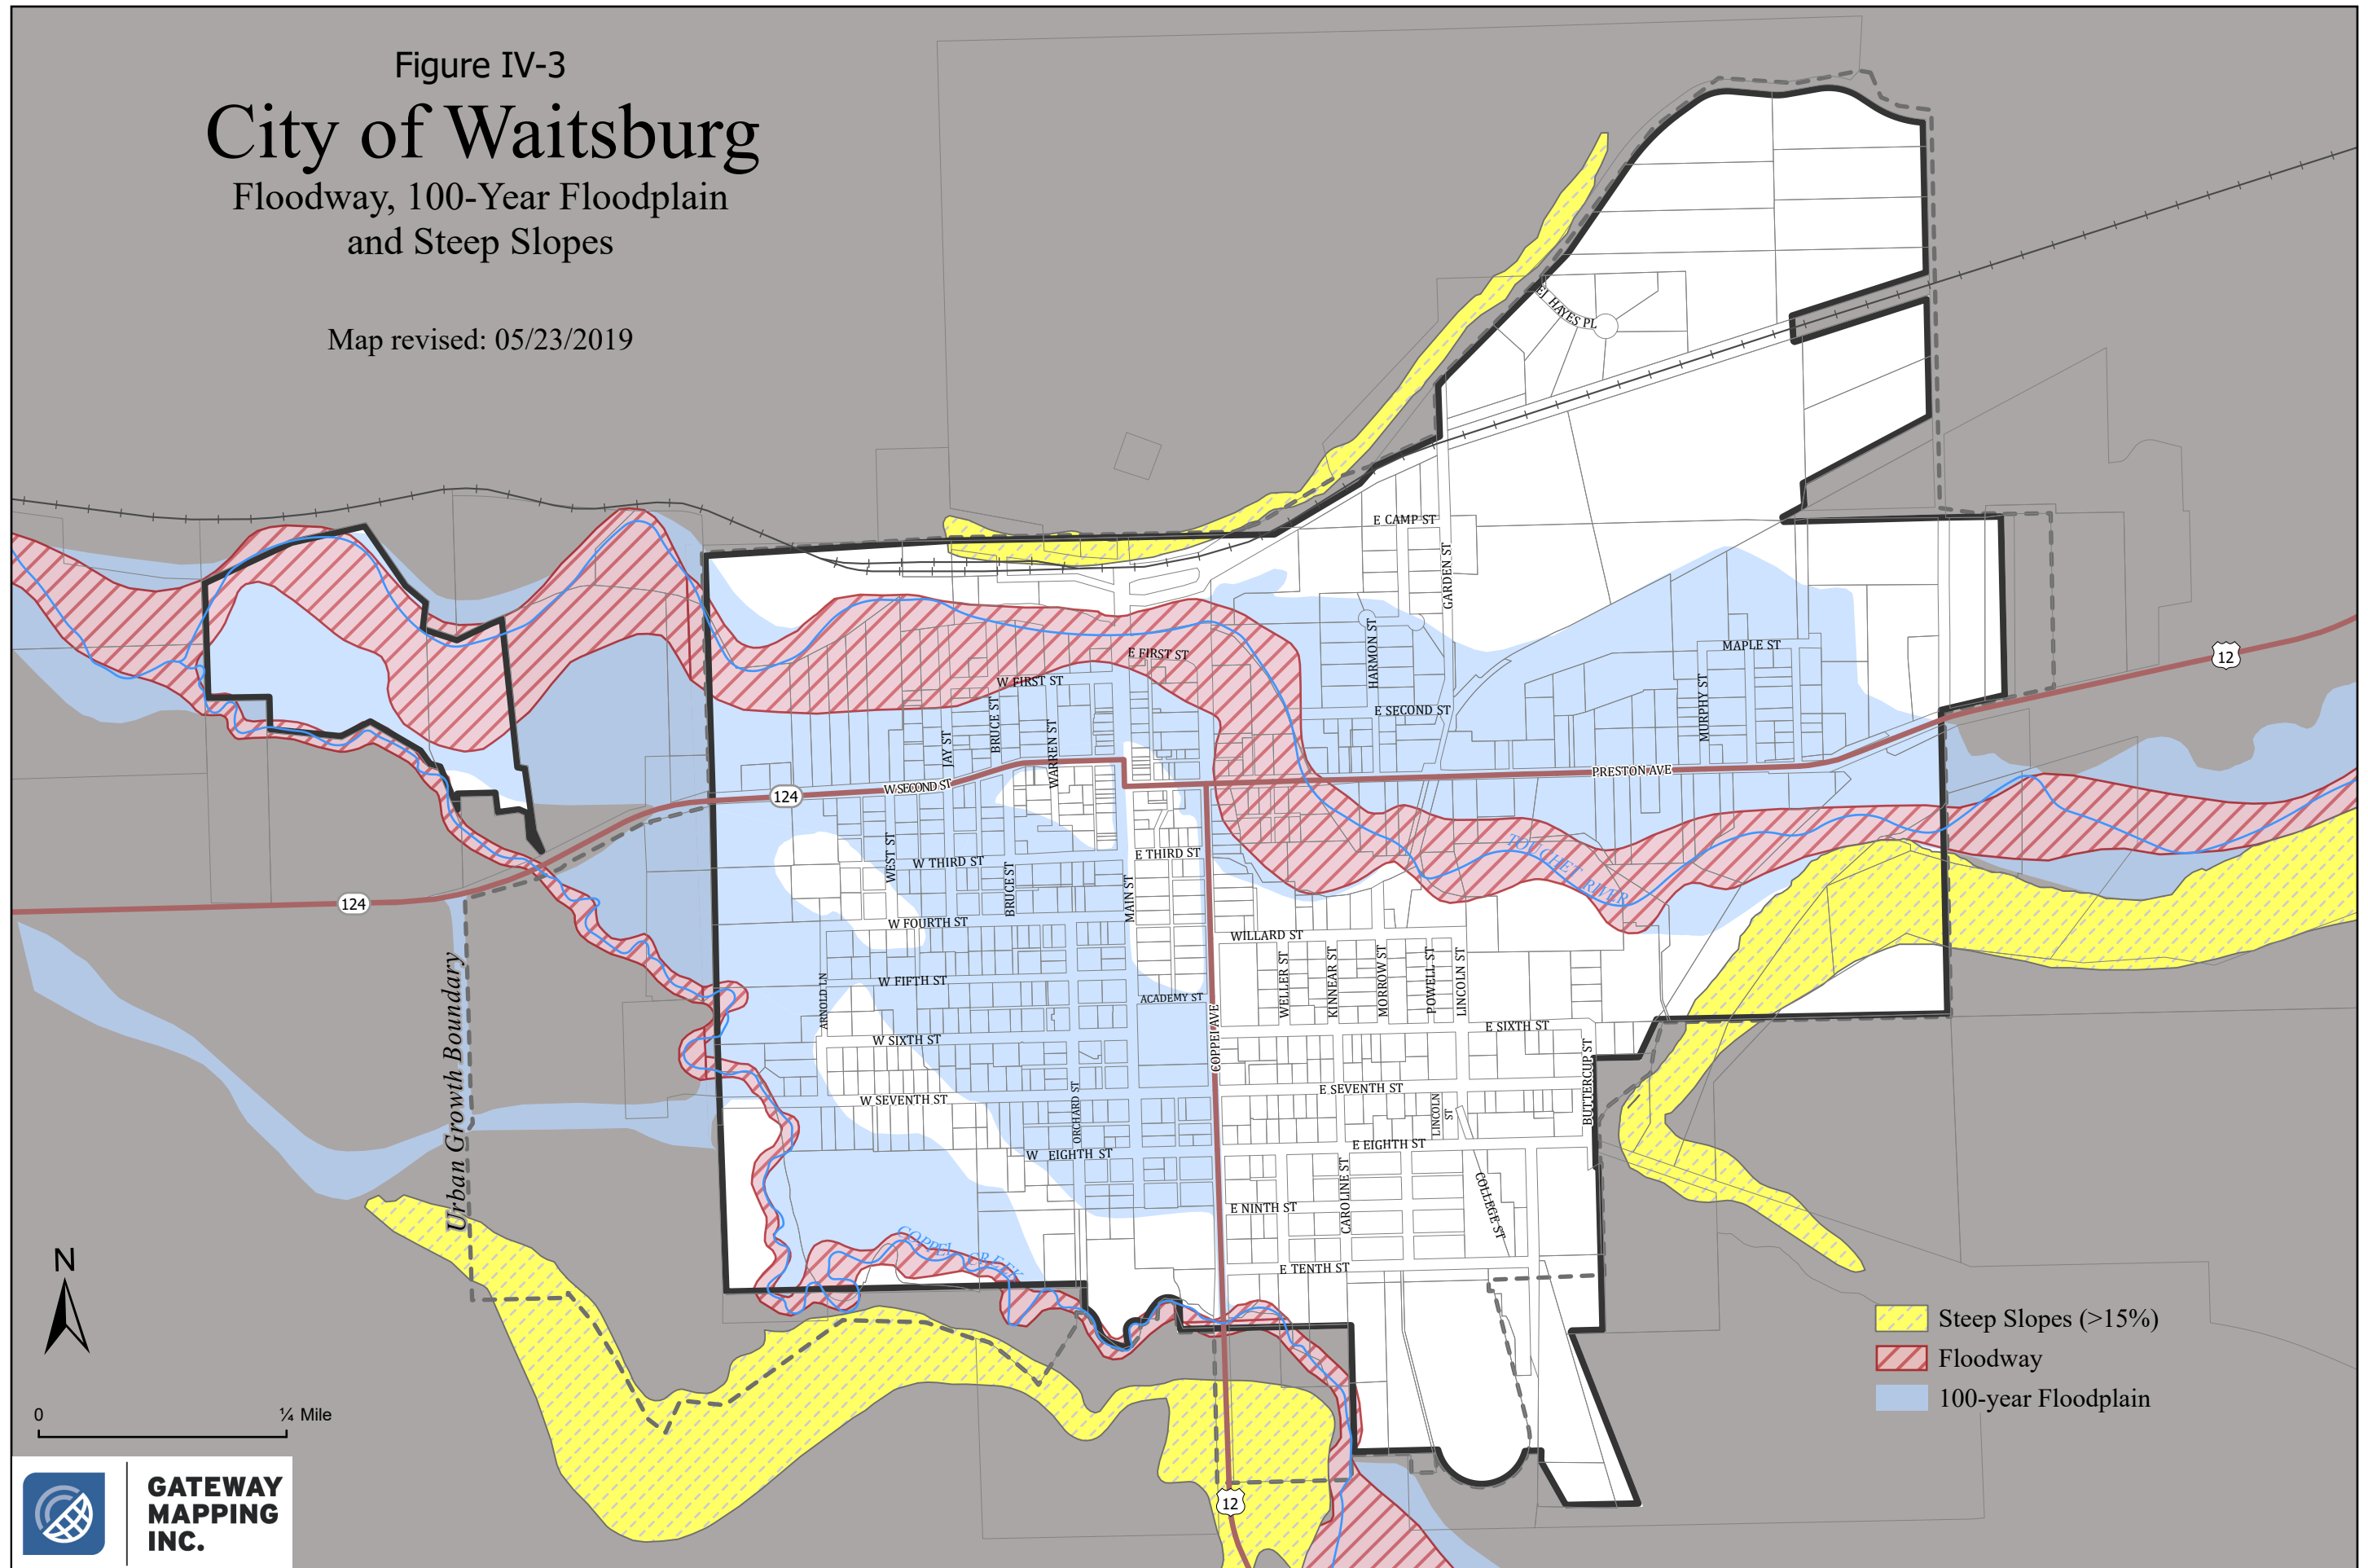 Figure IV-3
City of Waitsburg
Floodway, 100-Year Floodplain
and Steep Slopes
Map revised: 05/23/2019
EJ HAYES PL
E CAMP ST
GARDEN ST
HARMON ST
E FIRST ST
W FIRST ST
MAPLE ST
MURPHY ST
12
E SECOND ST
BRUCE ST
JAY ST
WARREN ST
W SECOND ST
PRESTON AVE
124
124
WEST ST
W THIRD ST
BRUCE ST
E THIRD ST
MAIN ST
TOUCHET RIVER
W FOURTH ST
WILLARD ST
WELLER ST
KINNEAR ST
MORROW ST
POWELL ST
LINCOLN ST
ARNOLD LN
W FIFTH ST
ACADEMY ST
COPPEI AVE
W SIXTH ST
E SIXTH ST
BUTTERCUP ST
W SEVENTH ST
E SEVENTH ST
ORCHARD ST
LINCOLN
ST
W EIGHTH ST
E EIGHTH ST
CAROLINE ST
COLLEGE ST
E NINTH ST
COPPEI CREEK
E TENTH ST
Urban Growth Boundary
N
0 ¼ Mile
12
Steep Slopes (>15%)
Floodway
100-year Floodplain
GATEWAY
MAPPING
INC.